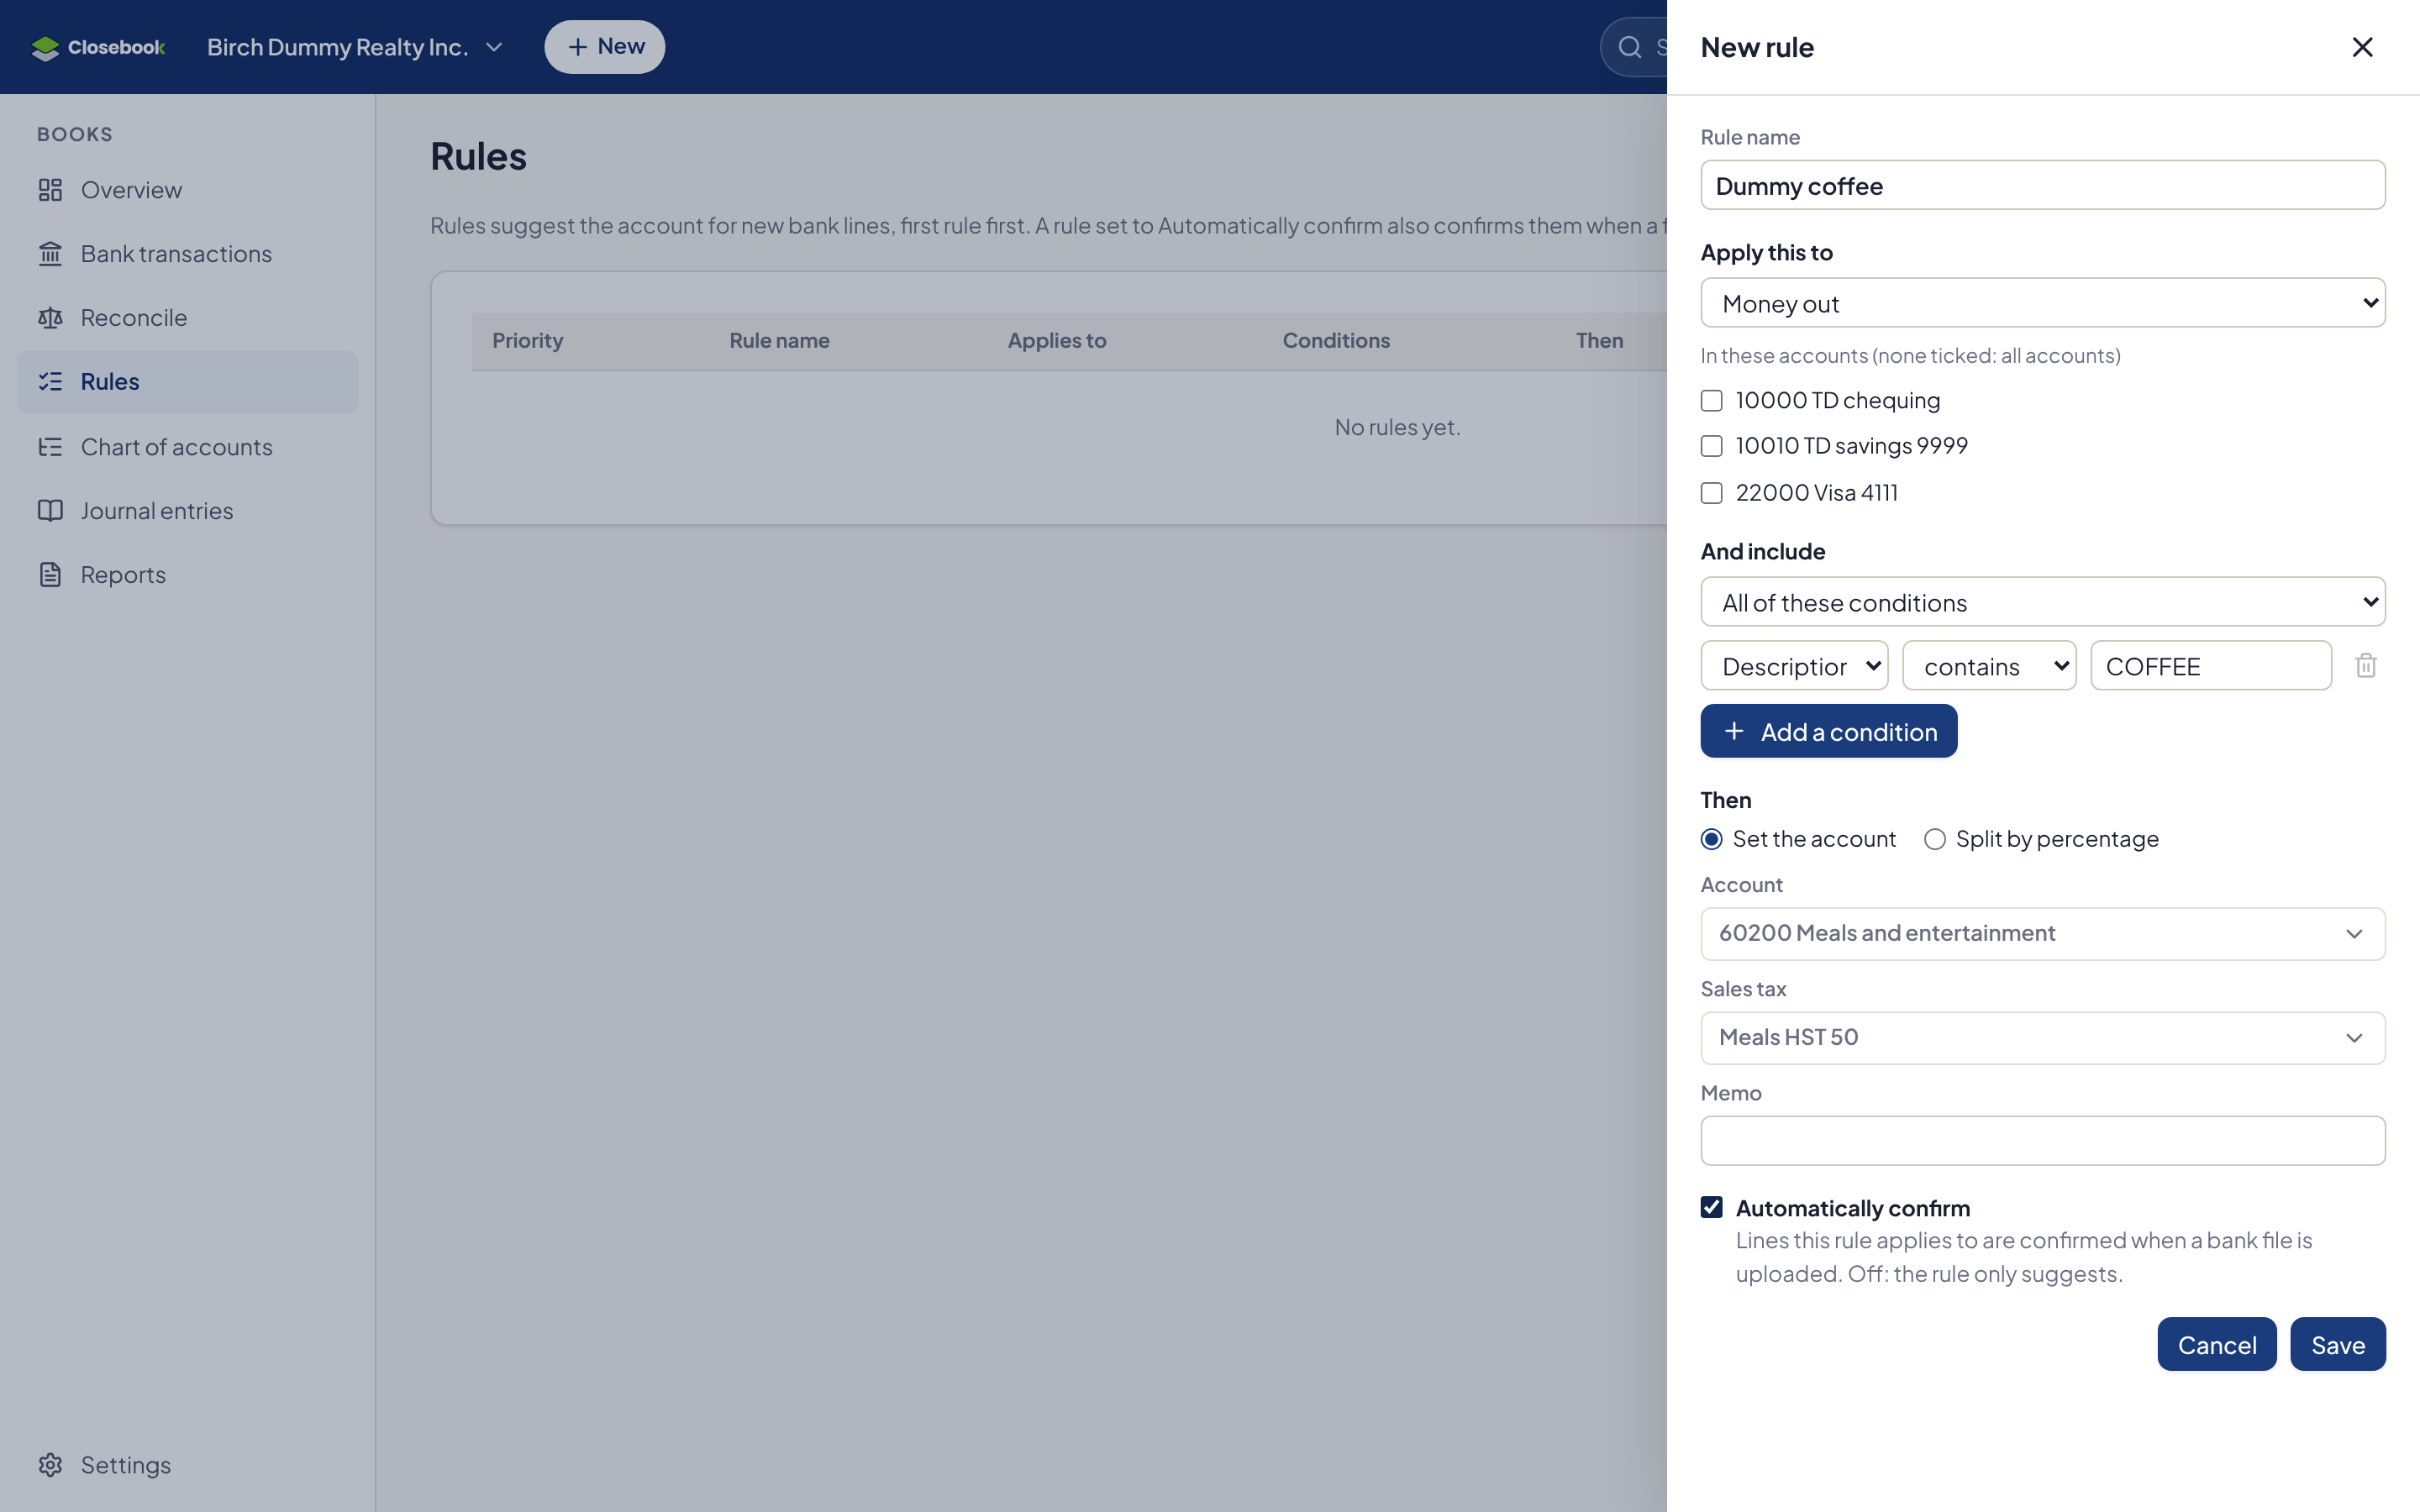 Closebook
Birch Dummy Realty Inc.
New
S
New rule
BOOKS
Overview
Bank transactions
Reconcile
Rules
Chart of accounts
Journal entries
Reports
Settings
Rules
Rules suggest the account for new bank lines, first rule first. A rule set to Automatically confirm also confirms them when a f
Priority Rule name Applies to Conditions Then
No rules yet.
Rule name
Dummy coffee
Apply this to
Money out
In these accounts (none ticked: all accounts)
10000 TD chequing
10010 TD savings 9999
22000 Visa 4111
And include
All of these conditions
Description contains COFFEE
Add a condition
Then
Set the account Split by percentage
Account
60200 Meals and entertainment
Sales tax
Meals HST 50
Memo
Automatically confirm
Lines this rule applies to are confirmed when a bank file is
uploaded. Off: the rule only suggests.
Cancel Save